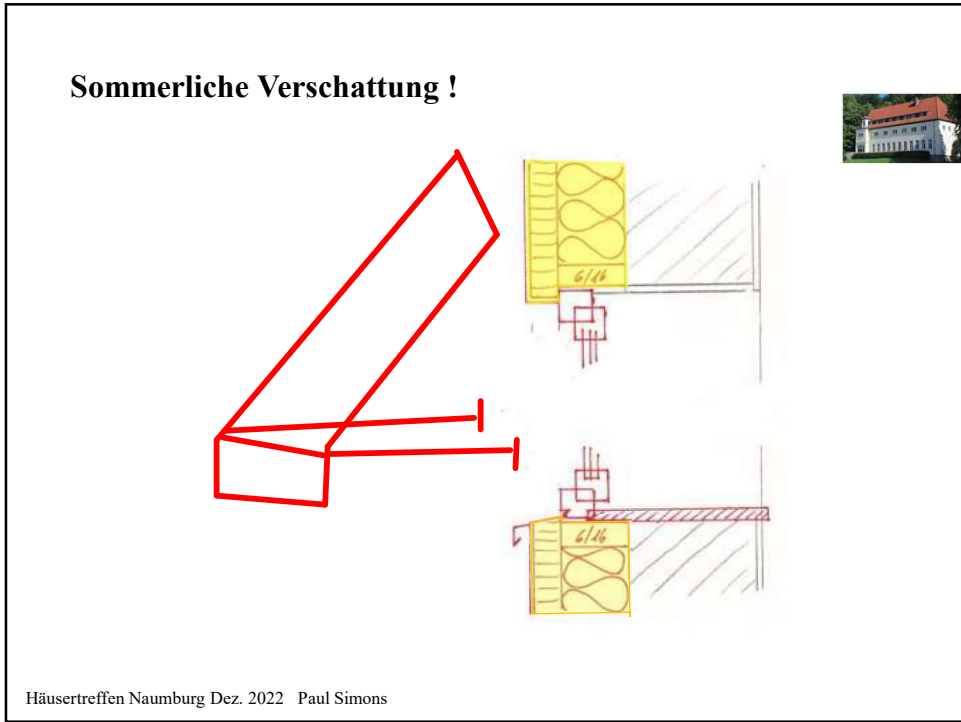 Sommerliche Verschattung !
6/16
6/16
Häusertreffen Naumburg Dez. 2022 Paul Simons